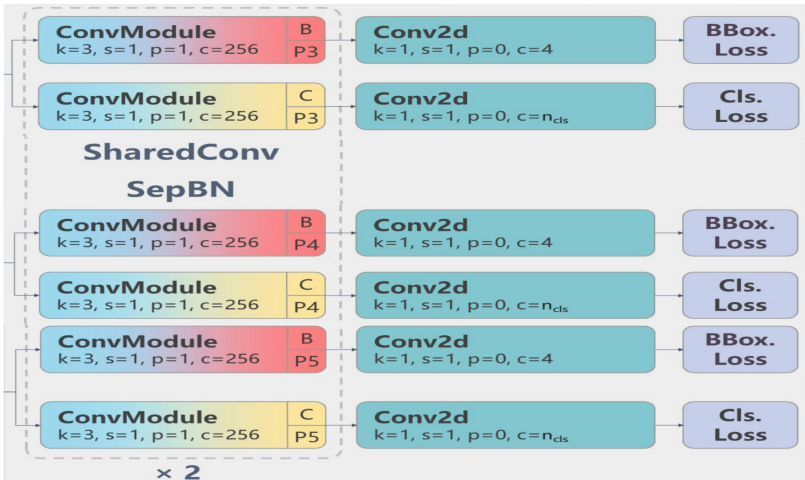 ConvModule
k=3, s=1, p=1, c=256
B
P3
Conv2d
k=1, s=1, p=0, c=4
BBox.
Loss
ConvModule
k=3, s=1, p=1, c=256
C
P3
Conv2d
k=1, s=1, p=0, c=n_cls
Cls.
Loss
SharedConv
SepBN
ConvModule
k=3, s=1, p=1, c=256
B
P4
Conv2d
k=1, s=1, p=0, c=4
BBox.
Loss
ConvModule
k=3, s=1, p=1, c=256
C
P4
Conv2d
k=1, s=1, p=0, c=n_cls
Cls.
Loss
ConvModule
k=3, s=1, p=1, c=256
B
P5
Conv2d
k=1, s=1, p=0, c=4
BBox.
Loss
ConvModule
k=3, s=1, p=1, c=256
C
P5
Conv2d
k=1, s=1, p=0, c=n_cls
Cls.
Loss
× 2